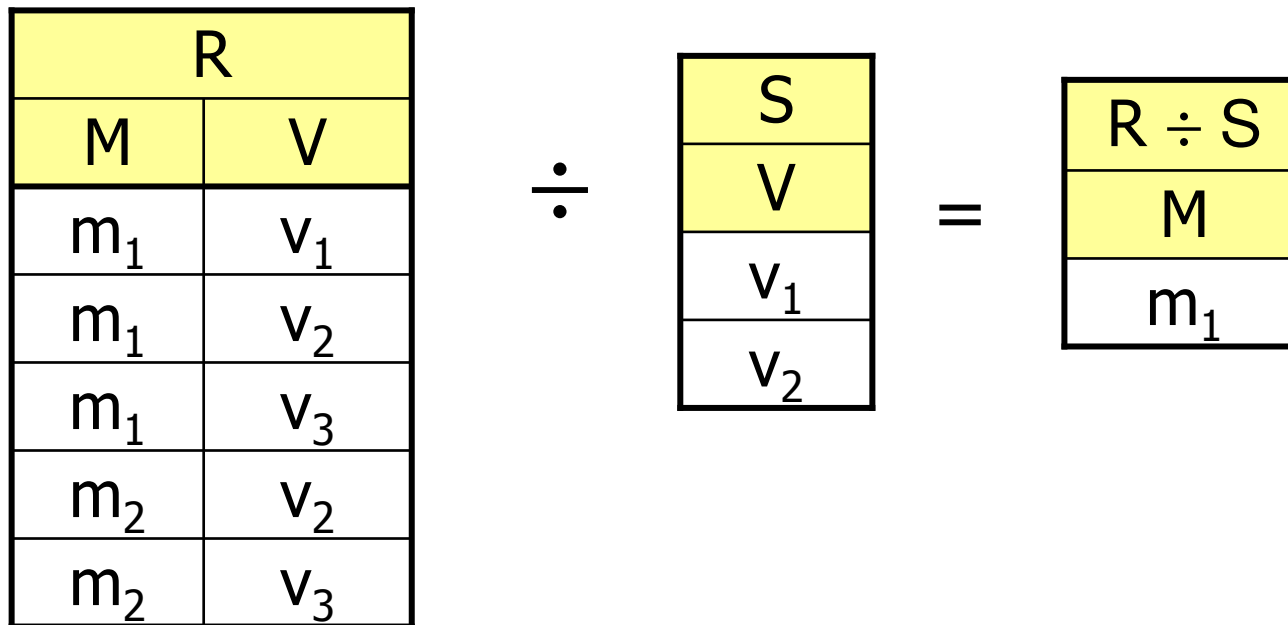 R
M V
m₁ v₁
m₁ v₂
m₁ v₃
m₂ v₂
m₂ v₃
÷
S
V
v₁
v₂
=
R ÷ S
M
m₁